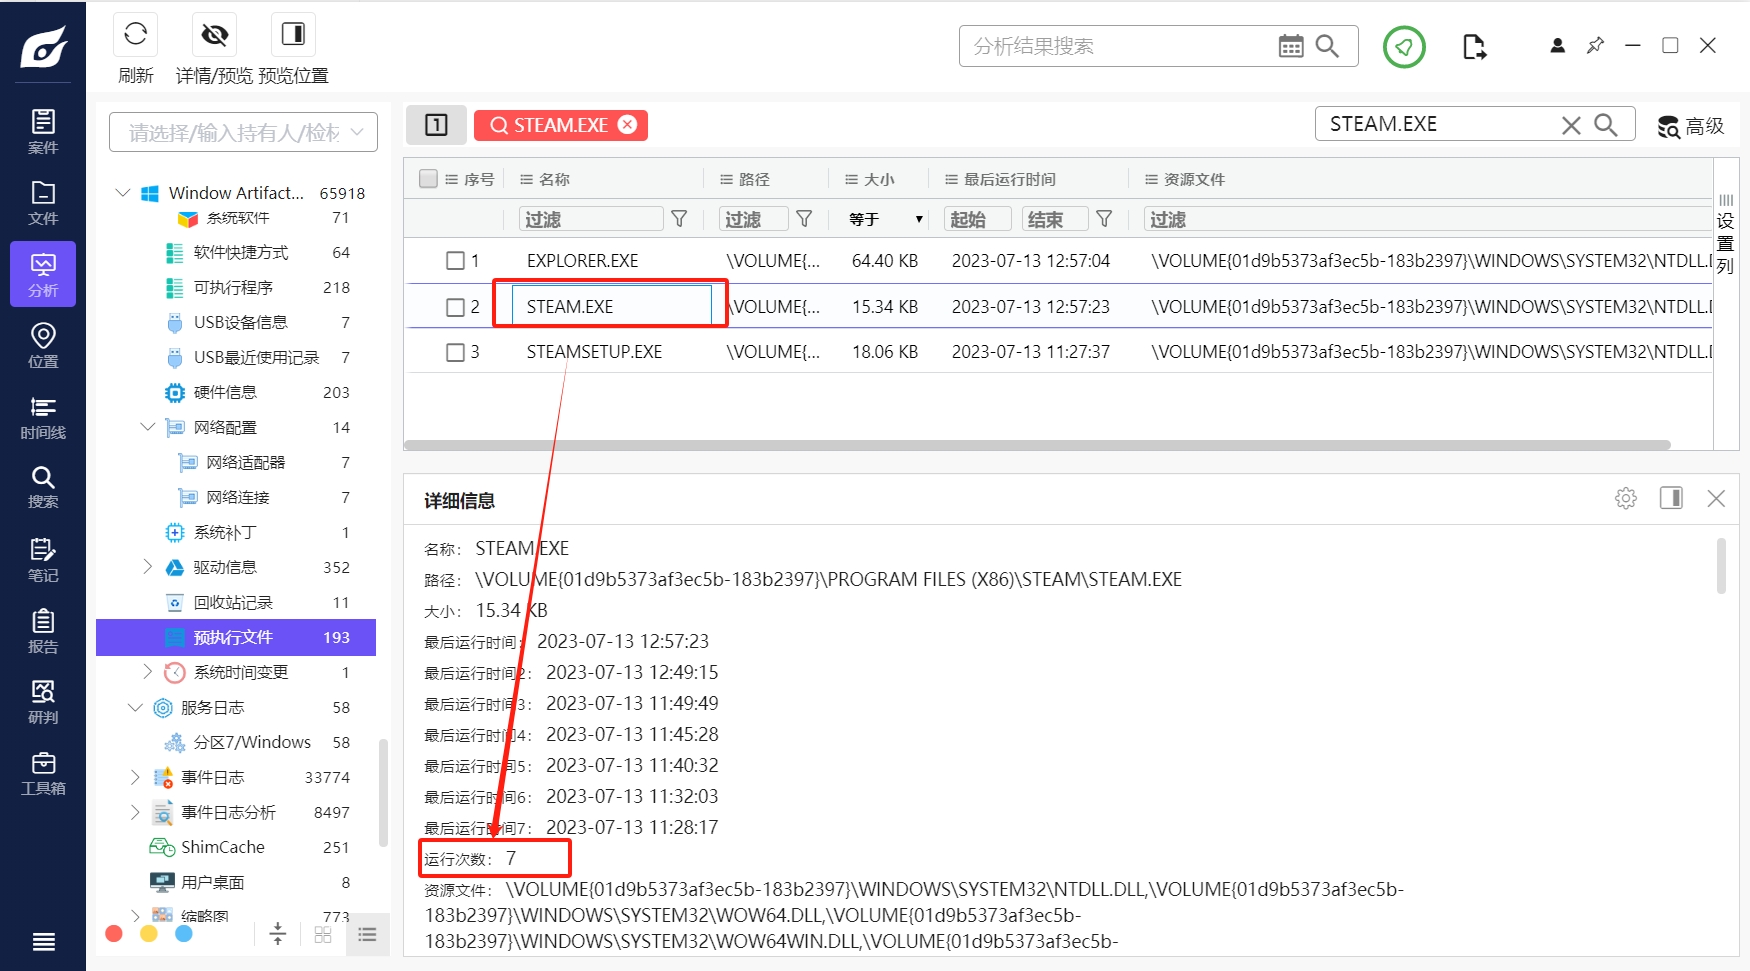 刷新
详情/预览
预览位置
分析结果搜索
案件
文件
分析
位置
时间线
搜索
笔记
报告
研判
工具箱
请选择/输入持有人/检材
Window Artifact... 65918
系统软件 71
软件快捷方式 64
可执行程序 218
USB设备信息 7
USB最近使用记录 7
硬件信息 203
网络配置 14
网络适配器 7
网络连接 7
系统补丁 1
驱动信息 352
回收站记录 11
预执行文件 193
系统时间变更 1
服务日志 58
分区7/Windows 58
事件日志 33774
事件日志分析 8497
ShimCache 251
用户桌面 8
缩略图 773
1
STEAM.EXE
STEAM.EXE
高级
序号 名称 路径 大小 最后运行时间 资源文件
过滤 过滤 等于 起始 结束 过滤
1 EXPLORER.EXE \VOLUME{... 64.40 KB 2023-07-13 12:57:04 \VOLUME{01d9b5373af3ec5b-183b2397}\WINDOWS\SYSTEM32\NTDLL.D
2 STEAM.EXE \VOLUME{... 15.34 KB 2023-07-13 12:57:23 \VOLUME{01d9b5373af3ec5b-183b2397}\WINDOWS\SYSTEM32\NTDLL.D
3 STEAMSETUP.EXE \VOLUME{... 18.06 KB 2023-07-13 11:27:37 \VOLUME{01d9b5373af3ec5b-183b2397}\WINDOWS\SYSTEM32\NTDLL.D
设置列
详细信息
名称： STEAM.EXE
路径： \VOLUME{01d9b5373af3ec5b-183b2397}\PROGRAM FILES (X86)\STEAM\STEAM.EXE
大小： 15.34 KB
最后运行时间： 2023-07-13 12:57:23
最后运行时间2： 2023-07-13 12:49:15
最后运行时间3： 2023-07-13 11:49:49
最后运行时间4： 2023-07-13 11:45:28
最后运行时间5： 2023-07-13 11:40:32
最后运行时间6： 2023-07-13 11:32:03
最后运行时间7： 2023-07-13 11:28:17
运行次数： 7
资源文件： \VOLUME{01d9b5373af3ec5b-183b2397}\WINDOWS\SYSTEM32\NTDLL.DLL,\VOLUME{01d9b5373af3ec5b-
183b2397}\WINDOWS\SYSTEM32\WOW64.DLL,\VOLUME{01d9b5373af3ec5b-
183b2397}\WINDOWS\SYSTEM32\WOW64WIN.DLL,\VOLUME{01d9b5373af3ec5b-